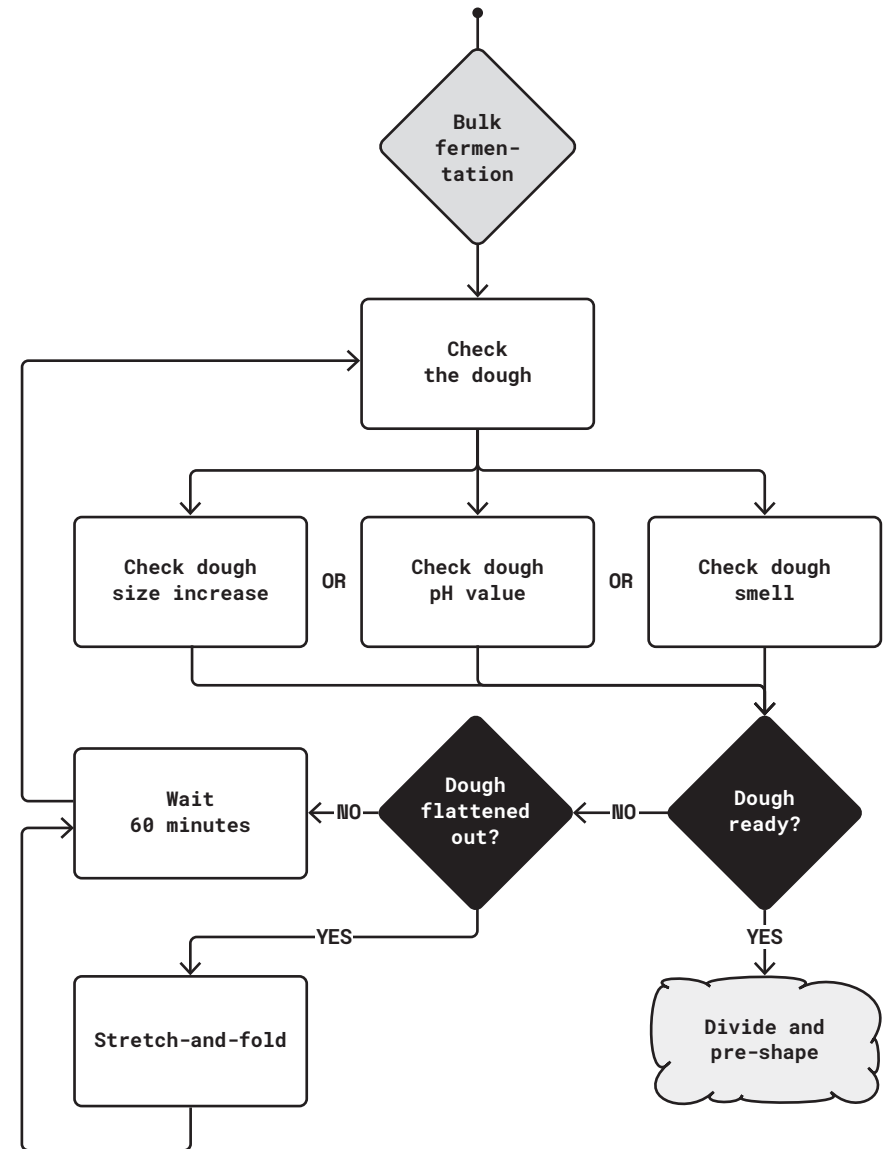 Bulk
fermen-
tation
Check
the dough
Check dough
size increase
OR
Check dough
pH value
OR
Check dough
smell
Wait
60 minutes
NO
Dough
flattened
out?
NO
Dough
ready?
YES
YES
Stretch-and-fold
Divide and
pre-shape